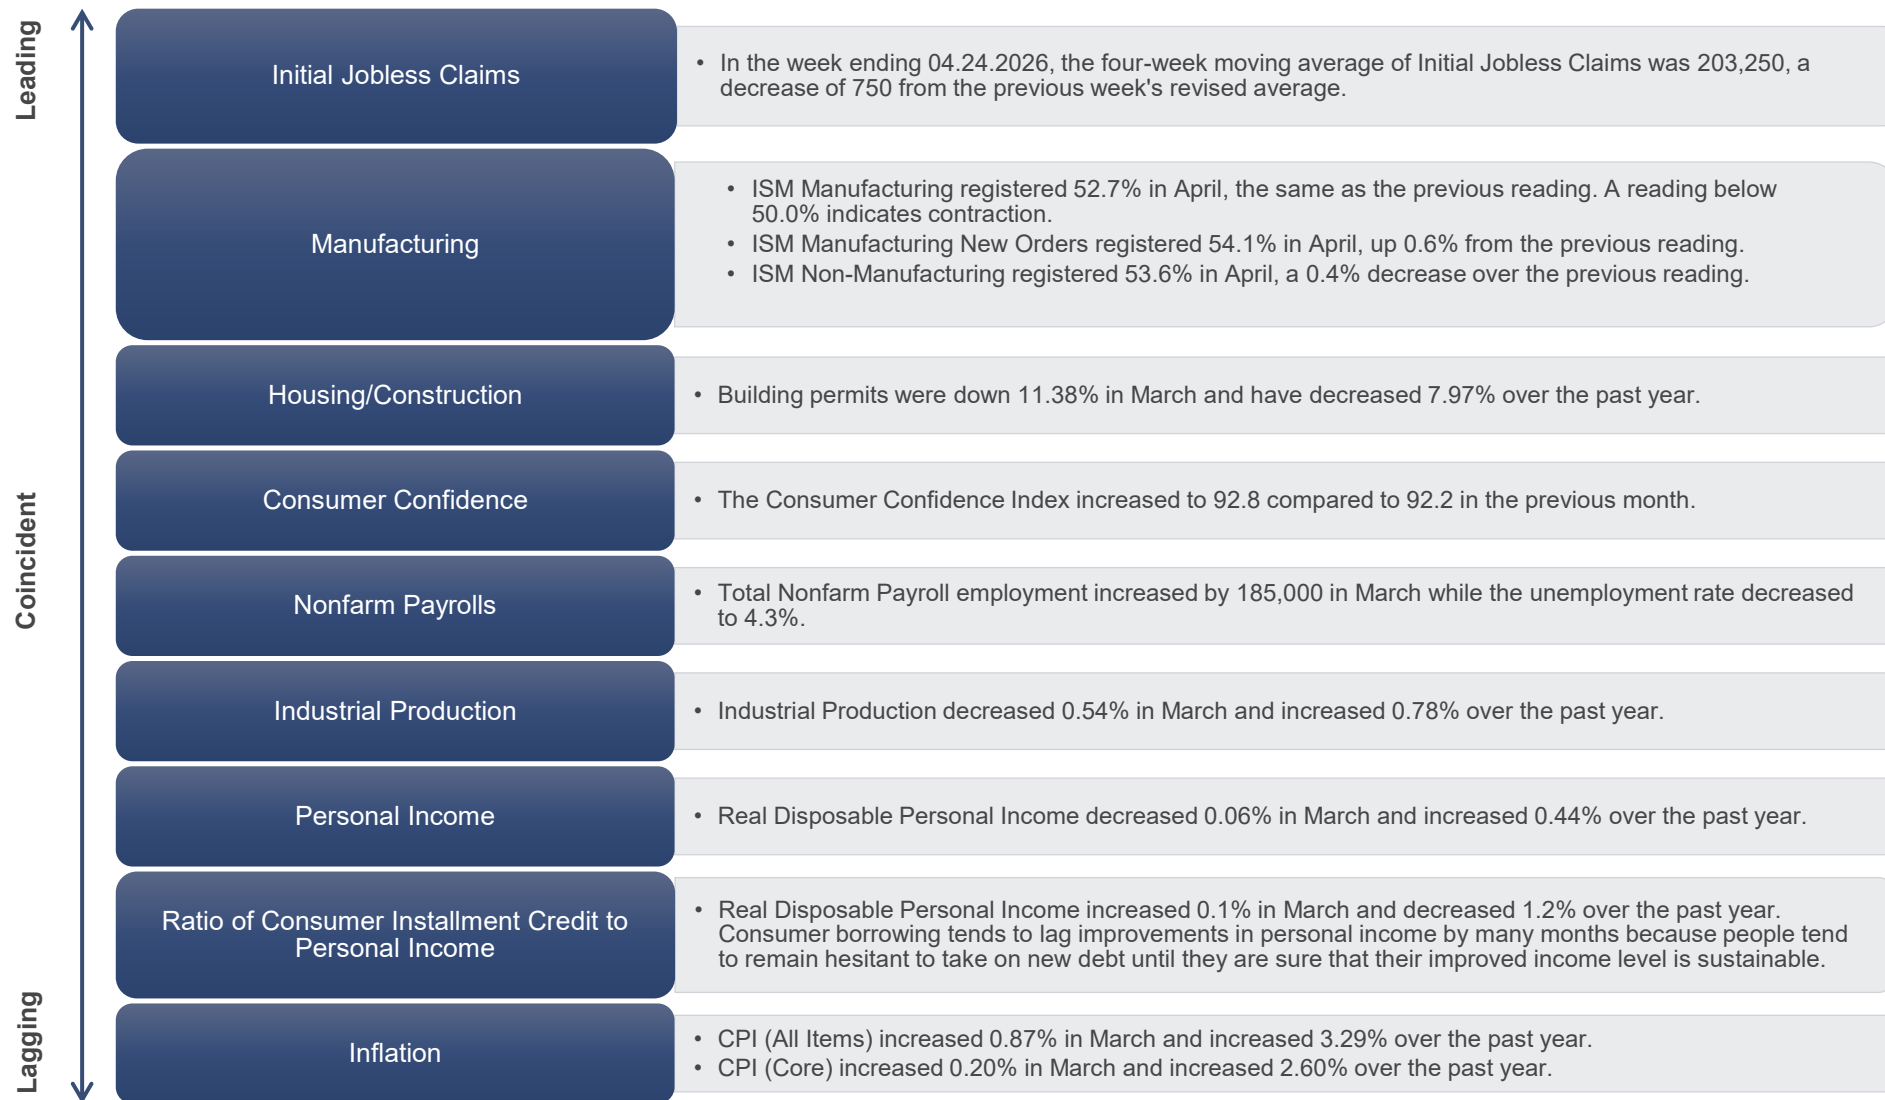 Leading
Initial Jobless Claims
• In the week ending 04.24.2026, the four-week moving average of Initial Jobless Claims was 203,250, a
decrease of 750 from the previous week's revised average.
Manufacturing
• ISM Manufacturing registered 52.7% in April, the same as the previous reading. A reading below
50.0% indicates contraction.
• ISM Manufacturing New Orders registered 54.1% in April, up 0.6% from the previous reading.
• ISM Non-Manufacturing registered 53.6% in April, a 0.4% decrease over the previous reading.
Housing/Construction
• Building permits were down 11.38% in March and have decreased 7.97% over the past year.
Coincident
Consumer Confidence
• The Consumer Confidence Index increased to 92.8 compared to 92.2 in the previous month.
Nonfarm Payrolls
• Total Nonfarm Payroll employment increased by 185,000 in March while the unemployment rate decreased
to 4.3%.
Industrial Production
• Industrial Production decreased 0.54% in March and increased 0.78% over the past year.
Personal Income
• Real Disposable Personal Income decreased 0.06% in March and increased 0.44% over the past year.
Ratio of Consumer Installment Credit to
Personal Income
• Real Disposable Personal Income increased 0.1% in March and decreased 1.2% over the past year.
Consumer borrowing tends to lag improvements in personal income by many months because people tend
to remain hesitant to take on new debt until they are sure that their improved income level is sustainable.
Lagging
Inflation
• CPI (All Items) increased 0.87% in March and increased 3.29% over the past year.
• CPI (Core) increased 0.20% in March and increased 2.60% over the past year.